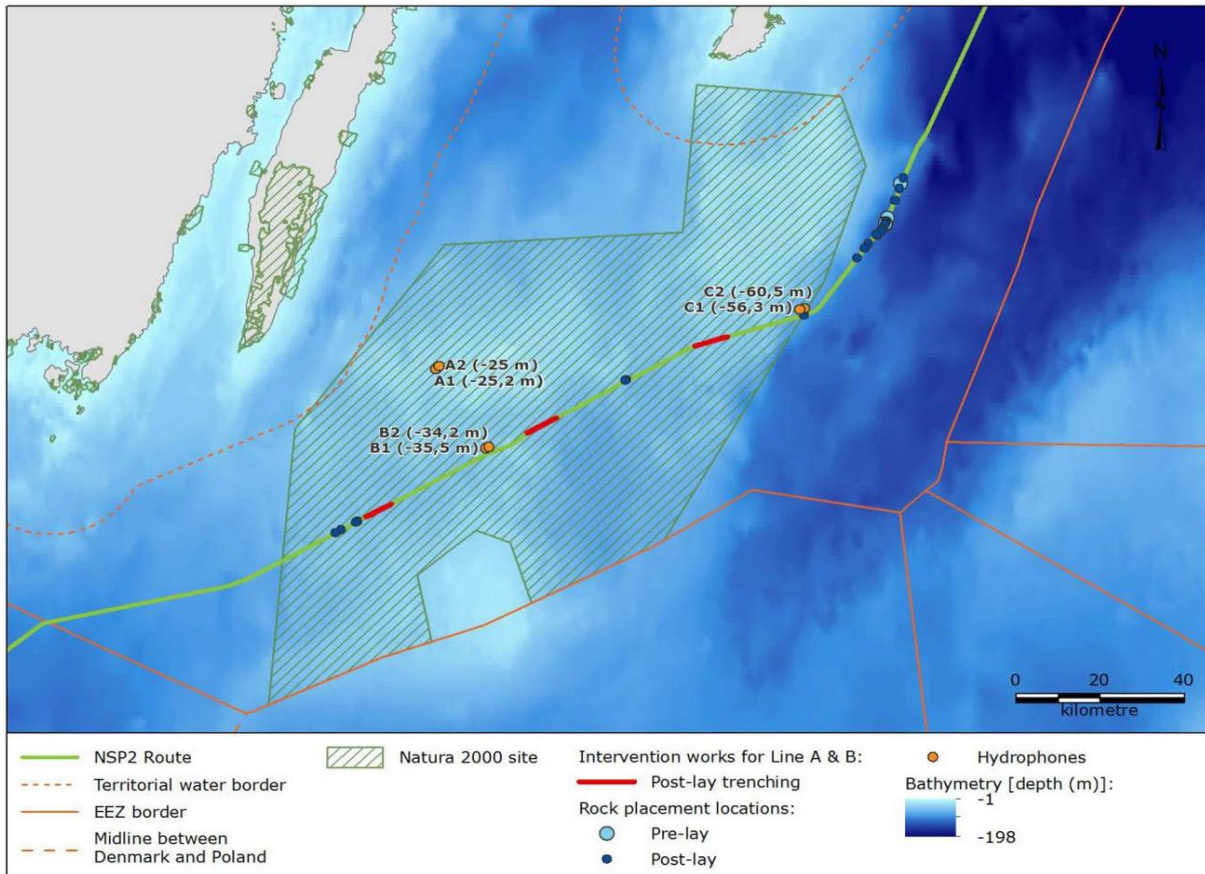 N
C2 (-60,5 m)
C1 (-56,3 m)
A2 (-25 m)
A1 (-25,2 m)
B2 (-34,2 m)
B1 (-35,5 m)
0 20 40
kilometre
NSP2 Route
Territorial water border
EEZ border
Midline between
Denmark and Poland
Natura 2000 site
Intervention works for Line A & B:
Post-lay trenching
Rock placement locations:
Pre-lay
Post-lay
Hydrophones
Bathymetry [depth (m)]:
-1
-198